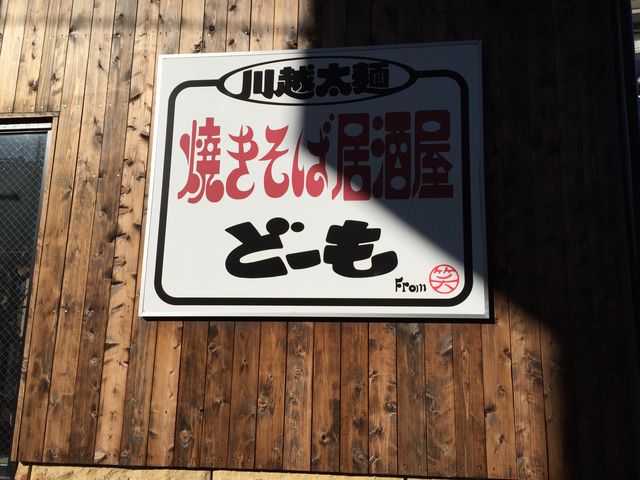 川越太麺
焼きそば居酒屋
どーも
From 笑